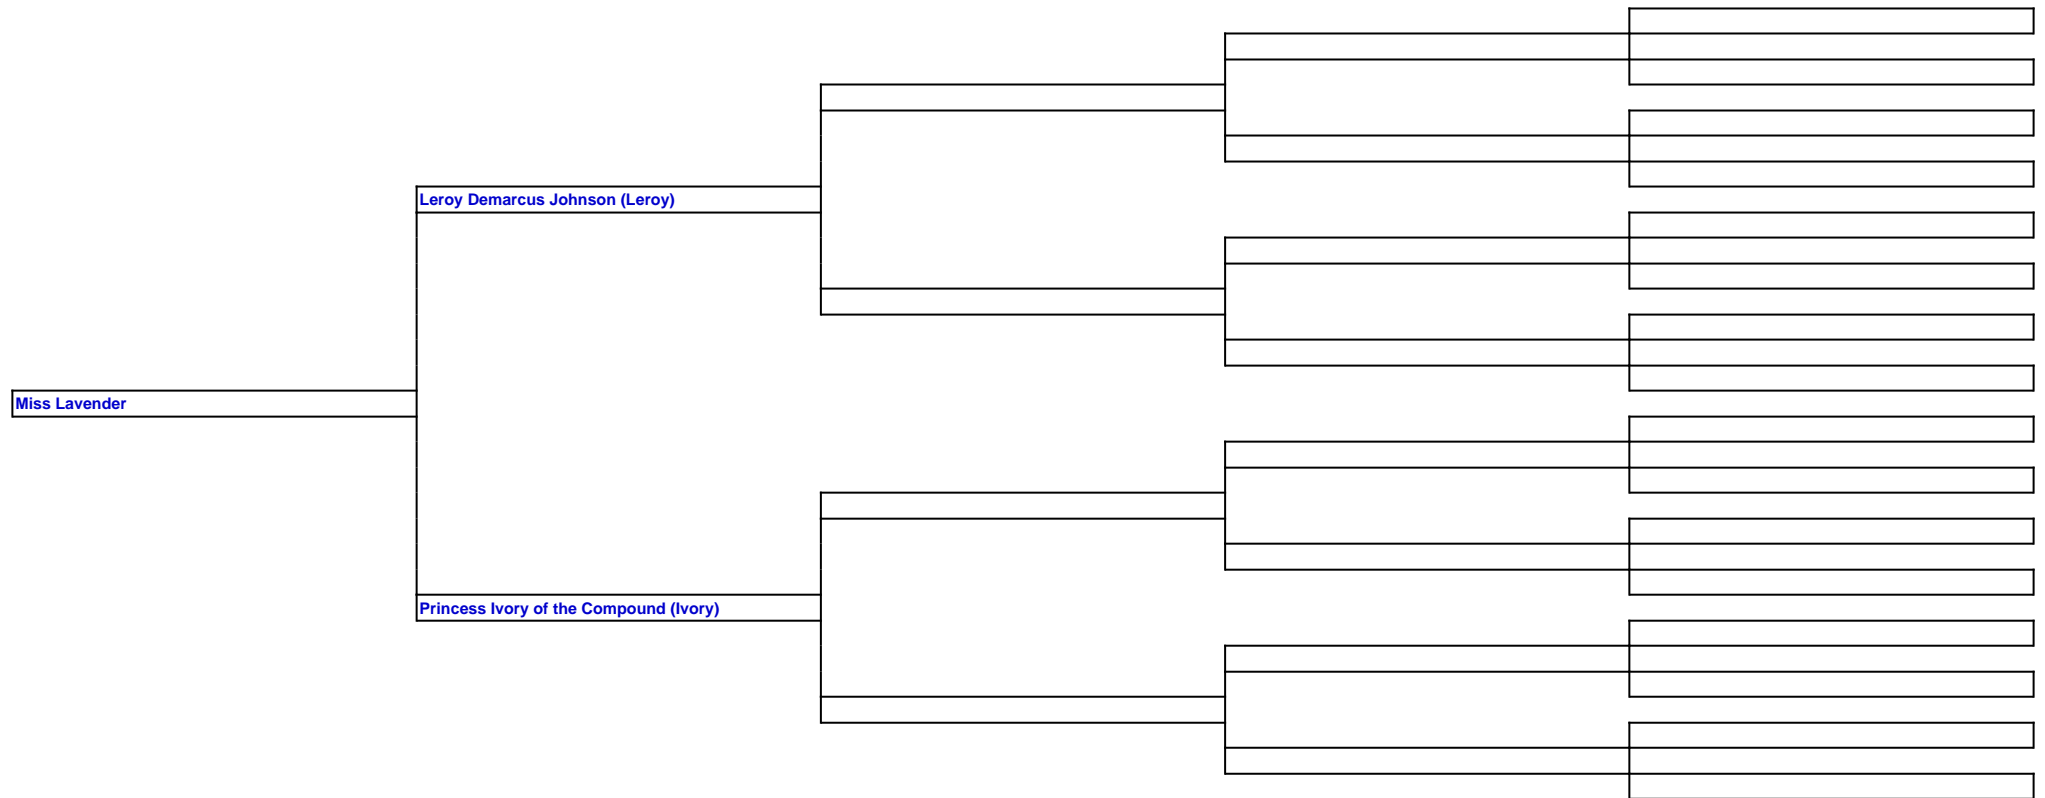 Leroy Demarcus Johnson (Leroy)
Miss Lavender
Princess Ivory of the Compound (Ivory)